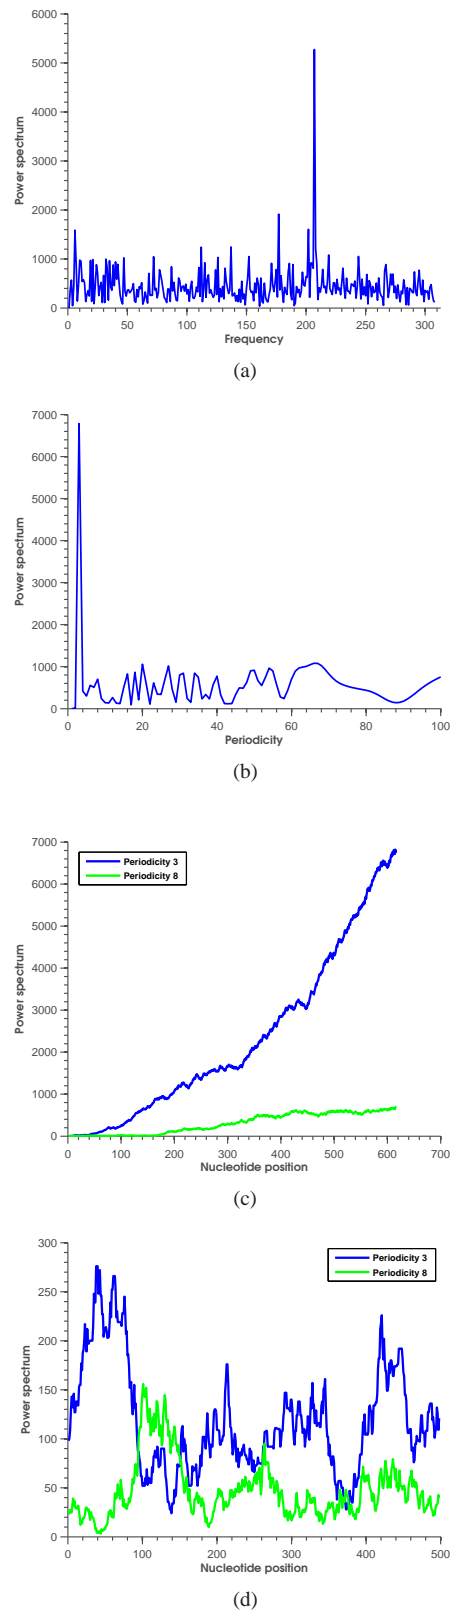 6000
5000
4000
3000
2000
1000
0
Power spectrum
0 50 100 150 200 250 300
Frequency
(a)
7000
6000
5000
4000
3000
2000
1000
0
Power spectrum
0 20 40 60 80 100
Periodicity
(b)
7000
6000
5000
4000
3000
2000
1000
0
Power spectrum
Periodicity 3
Periodicity 8
0 100 200 300 400 500 600 700
Nucleotide position
(c)
300
250
200
150
100
50
0
Power spectrum
Periodicity 3
Periodicity 8
0 100 200 300 400 500
Nucleotide position
(d)